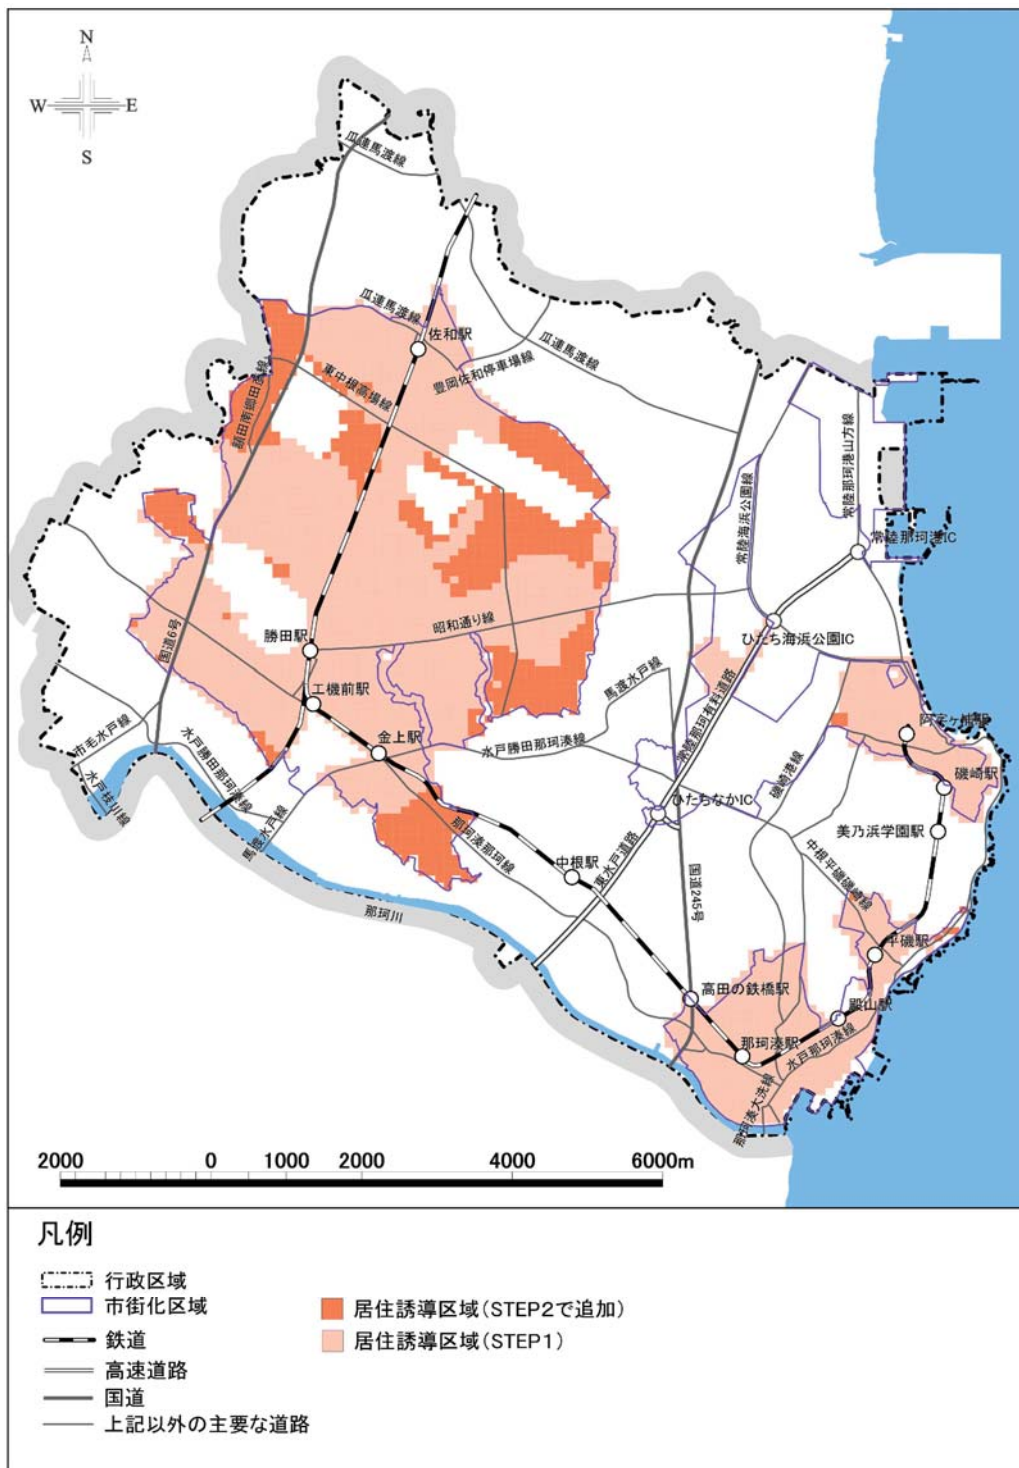 N
W E
S
瓜連馬渡線
瓜連馬渡線
佐和駅
瓜連馬渡線
豊岡佐和停車場線
東中根高場線
額田南郷田彦線
常陸那珂港山方線
常陸海浜公園線
常陸那珂港IC
昭和通り線
ひたち海浜公園IC
勝田駅
国道6号
工機前駅
馬渡水戸線
常陸那珂有料道路
阿字ヶ浦駅
市毛水戸線
水戸勝田那珂湊線
金上駅
水戸勝田那珂湊線
磯崎港線
磯崎駅
水戸枝川線
馬渡水戸線
ひたちなかIC
美乃浜学園駅
那珂湊那珂線
中根駅
東水戸道路
国道245号
中根平磯磯崎線
那珂川
平磯駅
高田の鉄橋駅
殿山駅
那珂湊駅
水戸那珂湊線
那珂湊大洗線
2000 0 1000 2000 4000 6000m
凡例
行政区域
市街化区域
鉄道
高速道路
国道
上記以外の主要な道路
居住誘導区域(STEP2で追加)
居住誘導区域(STEP1)